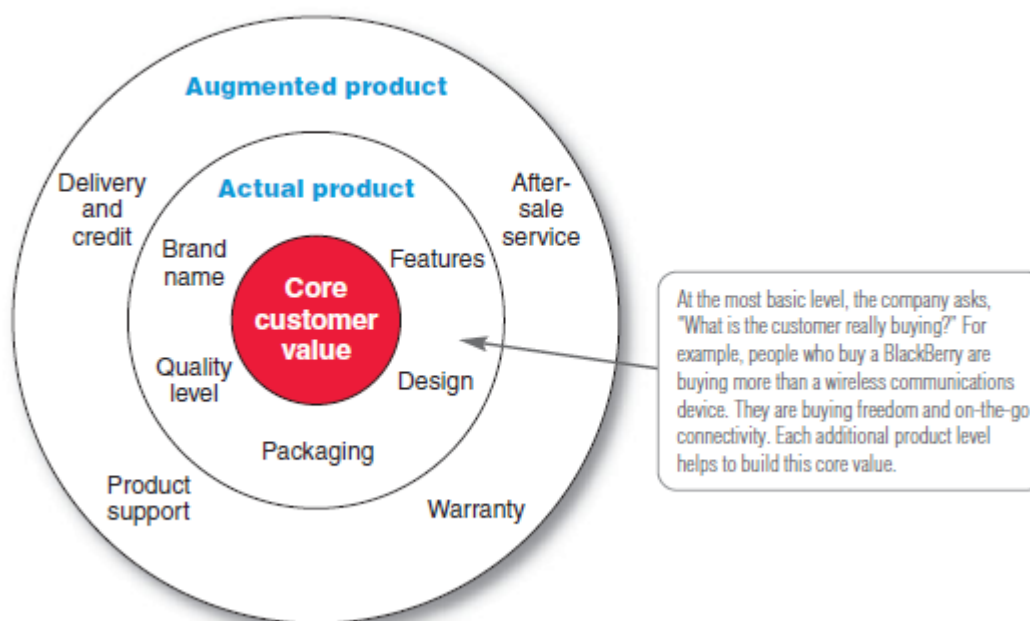 Augmented product
Delivery
and
credit
Actual product
After-
sale
service
Brand
name
Features
Core
customer
value
Quality
level
Design
Packaging
Product
support
Warranty
At the most basic level, the company asks,
"What is the customer really buying?" For
example, people who buy a BlackBerry are
buying more than a wireless communications
device. They are buying freedom and on-the-go
connectivity. Each additional product level
helps to build this core value.